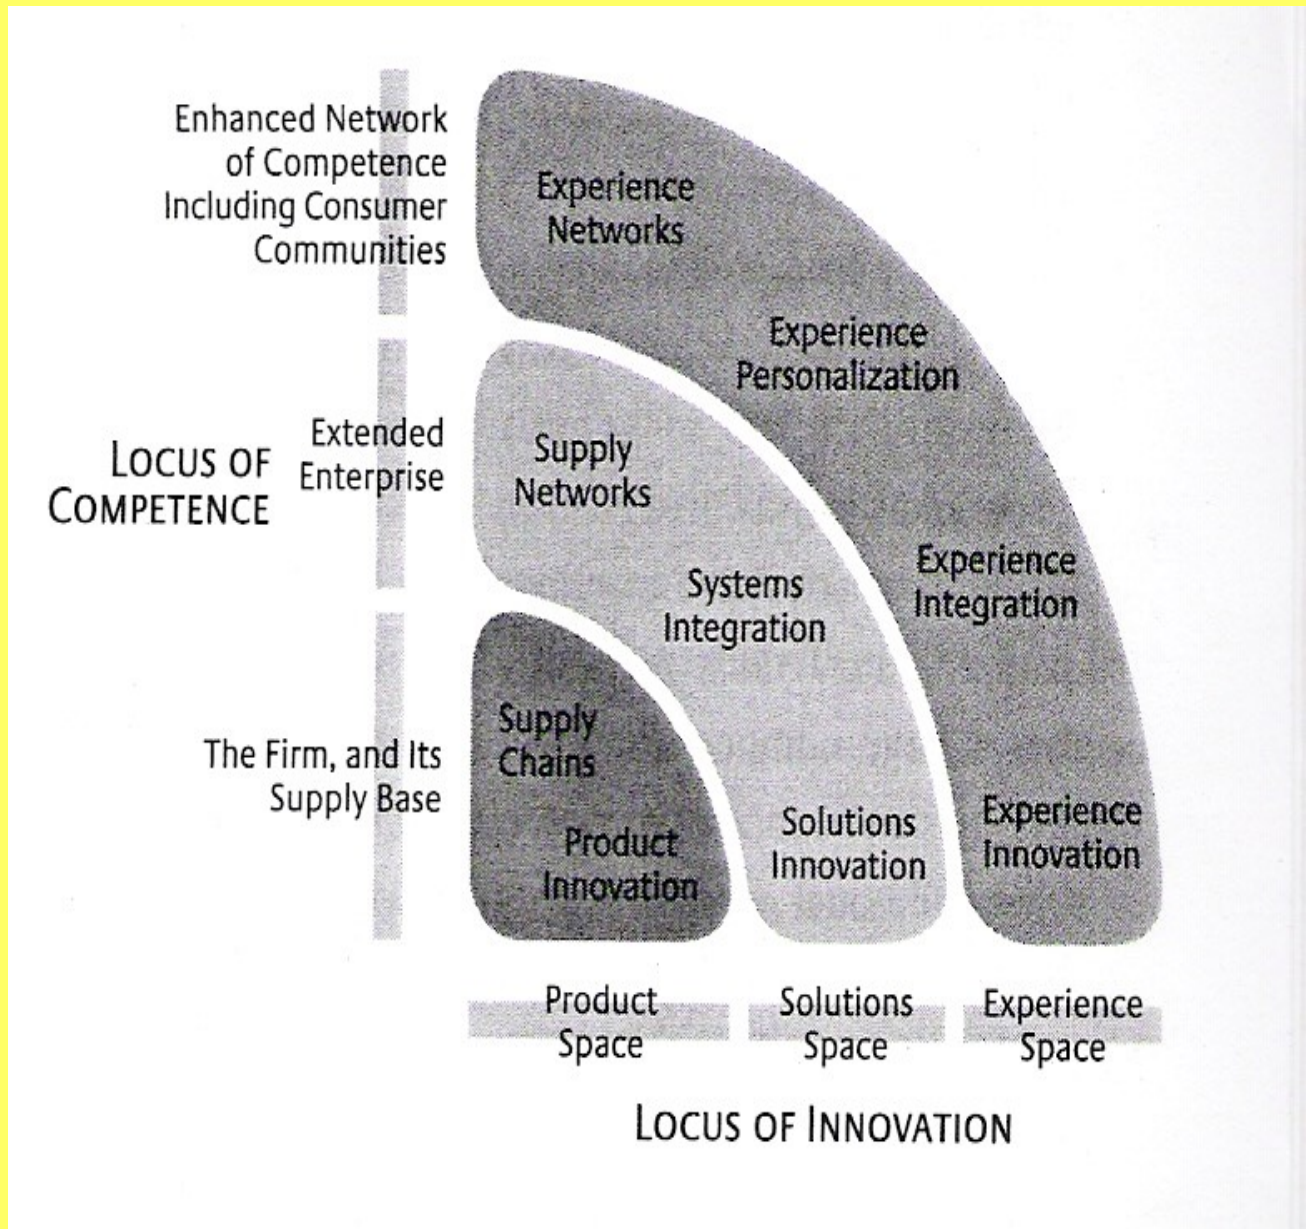 Enhanced Network
of Competence
Including Consumer
Communities
Experience
Networks
Experience
Personalization
Extended
Enterprise
LOCUS OF
COMPETENCE
Supply
Networks
Systems
Integration
Experience
Integration
The Firm, and Its
Supply Base
Supply
Chains
Product
Innovation
Solutions
Innovation
Experience
Innovation
Product
Space
Solutions
Space
Experience
Space
LOCUS OF INNOVATION